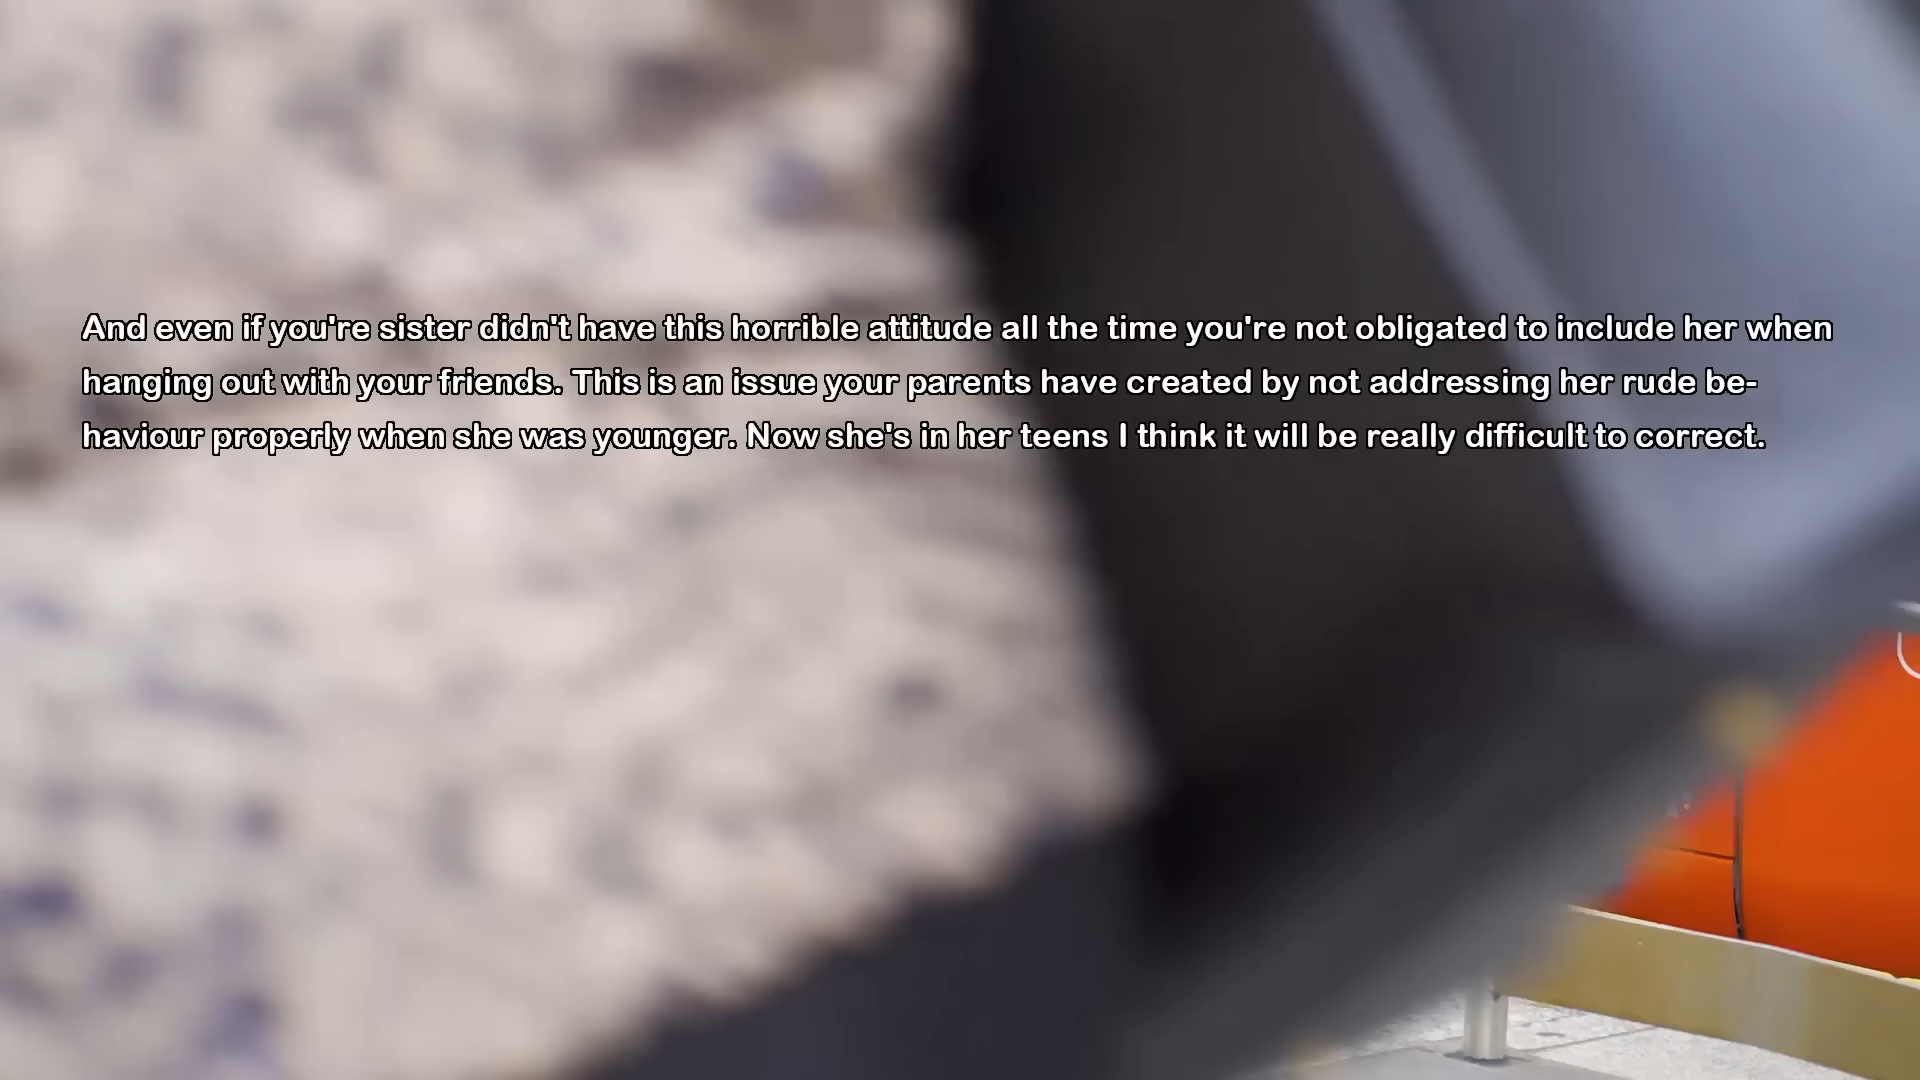 And even if you're sister didn't have this horrible attitude all the time you're not obligated to include her when
hanging out with your friends. This is an issue your parents have created by not addressing her rude be-
haviour properly when she was younger. Now she's in her teens I think it will be really difficult to correct.